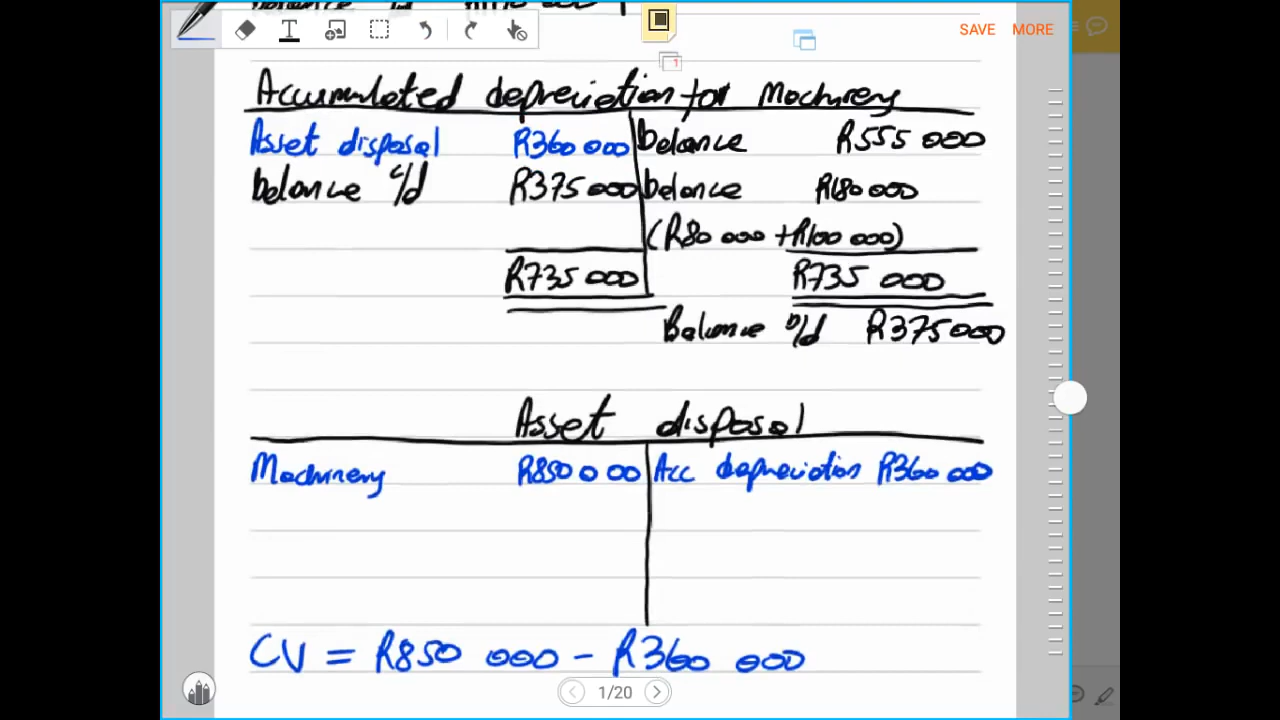 SAVE MORE
Accumulated depreciation for Machinery
Asset disposal R360 000 balance R555 000
balance c/d R375 000 balance R180 000
(R80 000 + R100 000)
R735 000 R735 000
Balance b/d R375 000
Asset disposal
Machinery R850 000 Acc depreciation R360 000
CV = R850 000 - R360 000
1/20